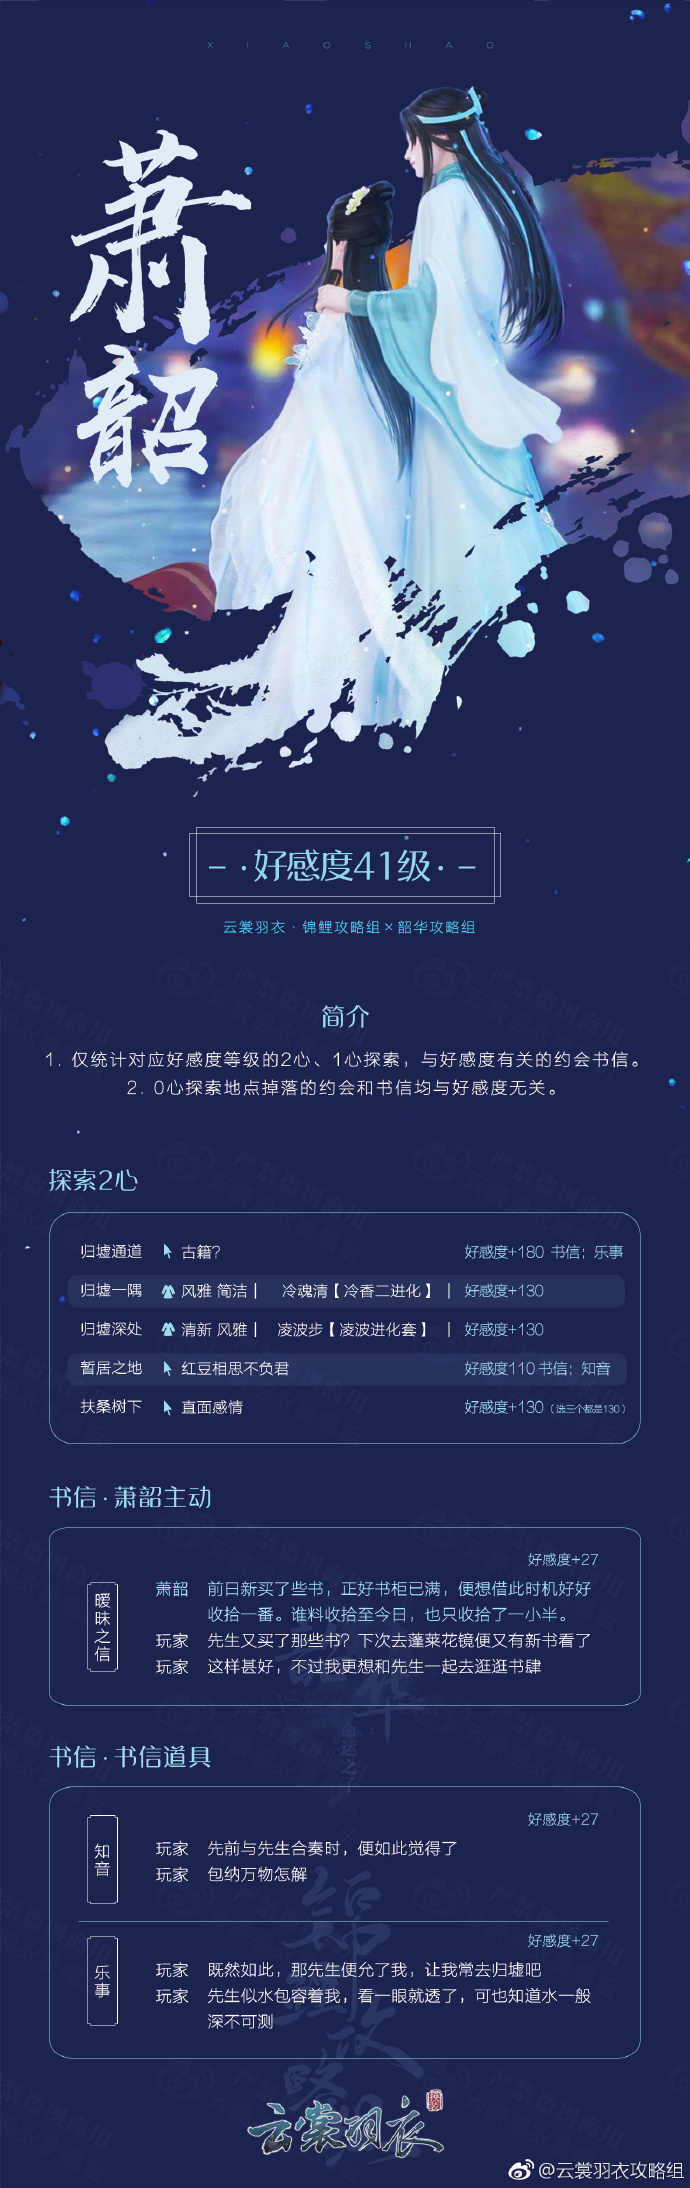 XIAOSHAO
萧韶
- ·好感度41级· -
云裳羽衣 · 锦鲤攻略组×韶华攻略组
简介
1. 仅统计对应好感度等级的2心、1心探索，与好感度有关的约会书信。
2. 0心探索地点掉落的约会和书信均与好感度无关。
探索2心
归墟通道 古籍？ 好感度+180 书信：乐事
归墟一隅 风雅 简洁 | 冷魂清【冷香二进化】 | 好感度+130
归墟深处 清新 风雅 | 凌波步【凌波进化套】 | 好感度+130
暂居之地 红豆相思不负君 好感度110 书信：知音
扶桑树下 直面感情 好感度+130（选三个都是130）
书信 · 萧韶主动
好感度+27
暧昧之信
萧韶 前日新买了些书，正好书柜已满，便想借此时机好好
收拾一番。谁料收拾至今日，也只收拾了一小半。
玩家 先生又买了那些书？下次去蓬莱花镜便又有新书看了
玩家 这样甚好，不过我更想和先生一起去逛逛书肆
书信 · 书信道具
好感度+27
知音
玩家 先前与先生合奏时，便如此觉得了
玩家 包纳万物怎解
好感度+27
乐事
玩家 既然如此，那先生便允了我，让我常去归墟吧
玩家 先生似水包容着我，看一眼就透了，可也知道水一般
深不可测
云裳羽衣
@云裳羽衣攻略组